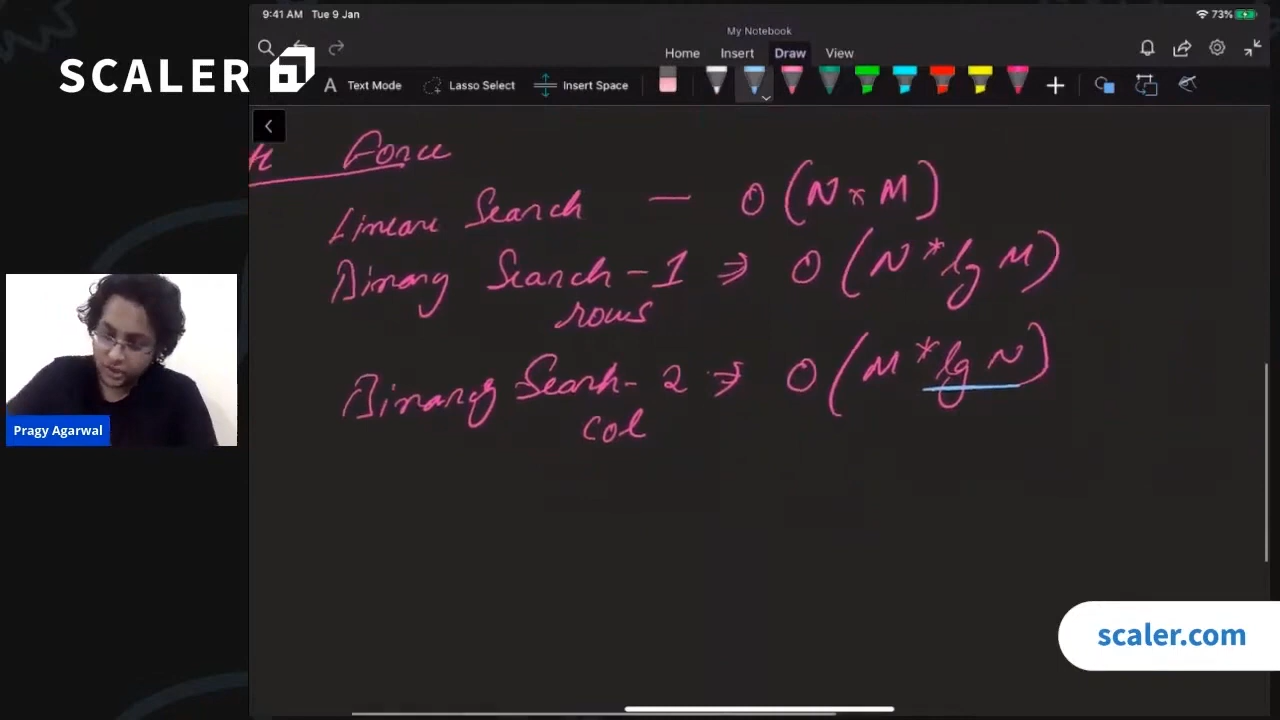 9:41 AM Tue 9 Jan
73%
My Notebook
Home Insert Draw View
SCALER
Text Mode Lasso Select Insert Space
Force
Linear Search — O(N * M)
Binary Search - 1 ⇒ O(N * lg M)
rows
Binary Search - 2 ⇒ O(M * lg N)
col
Pragy Agarwal
scaler.com